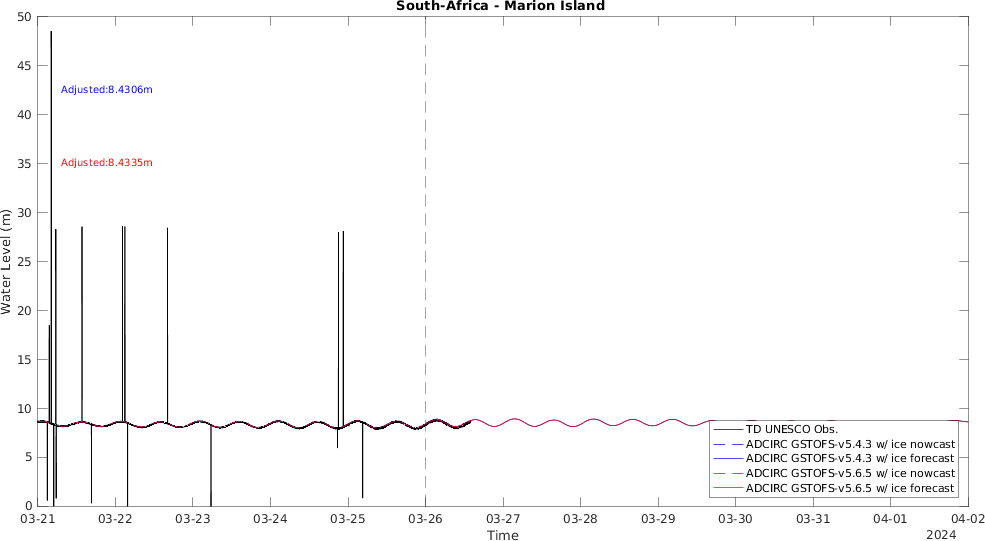 South-Africa - Marion Island
50
45
40
35
30
25
20
15
10
5
0
Water Level (m)
Adjusted:8.4306m
Adjusted:8.4335m
TD UNESCO Obs.
ADCIRC GSTOFS-v5.4.3 w/ ice nowcast
ADCIRC GSTOFS-v5.4.3 w/ ice forecast
ADCIRC GSTOFS-v5.6.5 w/ ice nowcast
ADCIRC GSTOFS-v5.6.5 w/ ice forecast
03-21 03-22 03-23 03-24 03-25 03-26 03-27 03-28 03-29 03-30 03-31 04-01 04-02
Time
2024